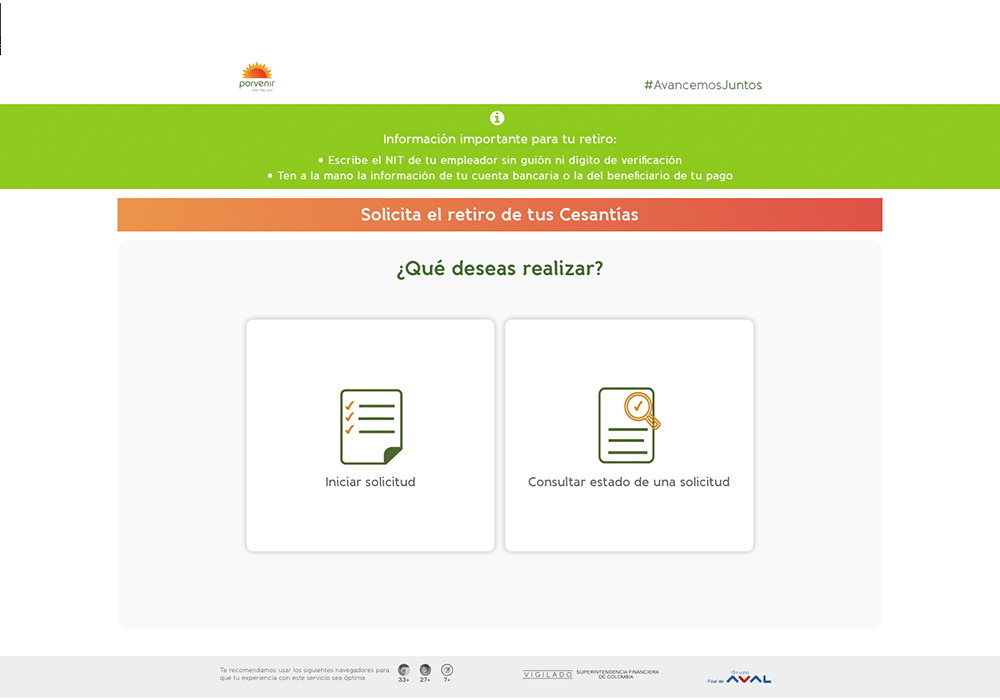 porvenir
#AvancemosJuntos
Información importante para tu retiro:
• Escribe el NIT de tu empleador sin guión ni dígito de verificación
• Ten a la mano la información de tu cuenta bancaria o la del beneficiario de tu pago
Solicita el retiro de tus Cesantías
¿Qué deseas realizar?
Iniciar solicitud
Consultar estado de una solicitud
Te recomendamos usar los siguientes navegadores para
que tu experiencia con este servicio sea óptima.
33+ 27+ 7+
VIGILADO SUPERINTENDENCIA FINANCIERA
DE COLOMBIA
Grupo
Filial de AVAL